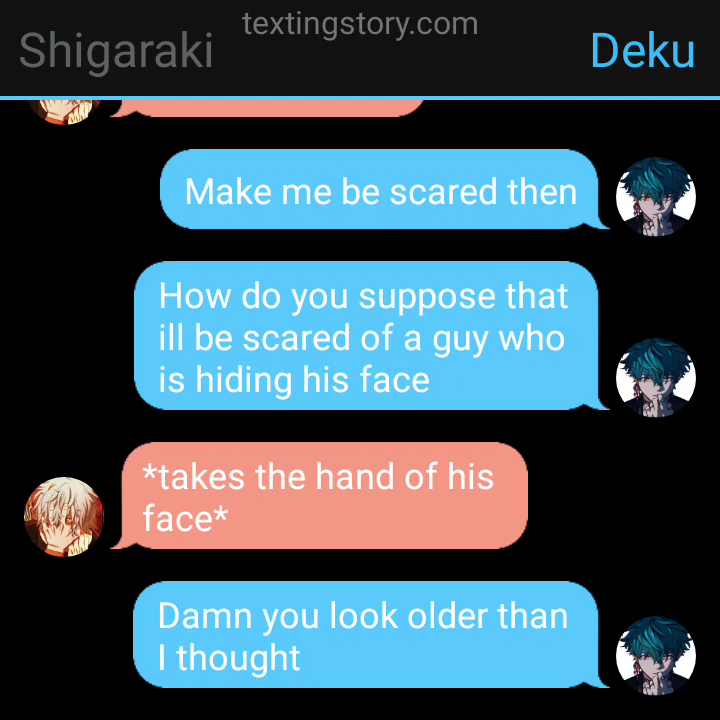 textingstory.com
Shigaraki
Deku
Make me be scared then
How do you suppose that
ill be scared of a guy who
is hiding his face
*takes the hand of his
face*
Damn you look older than
I thought